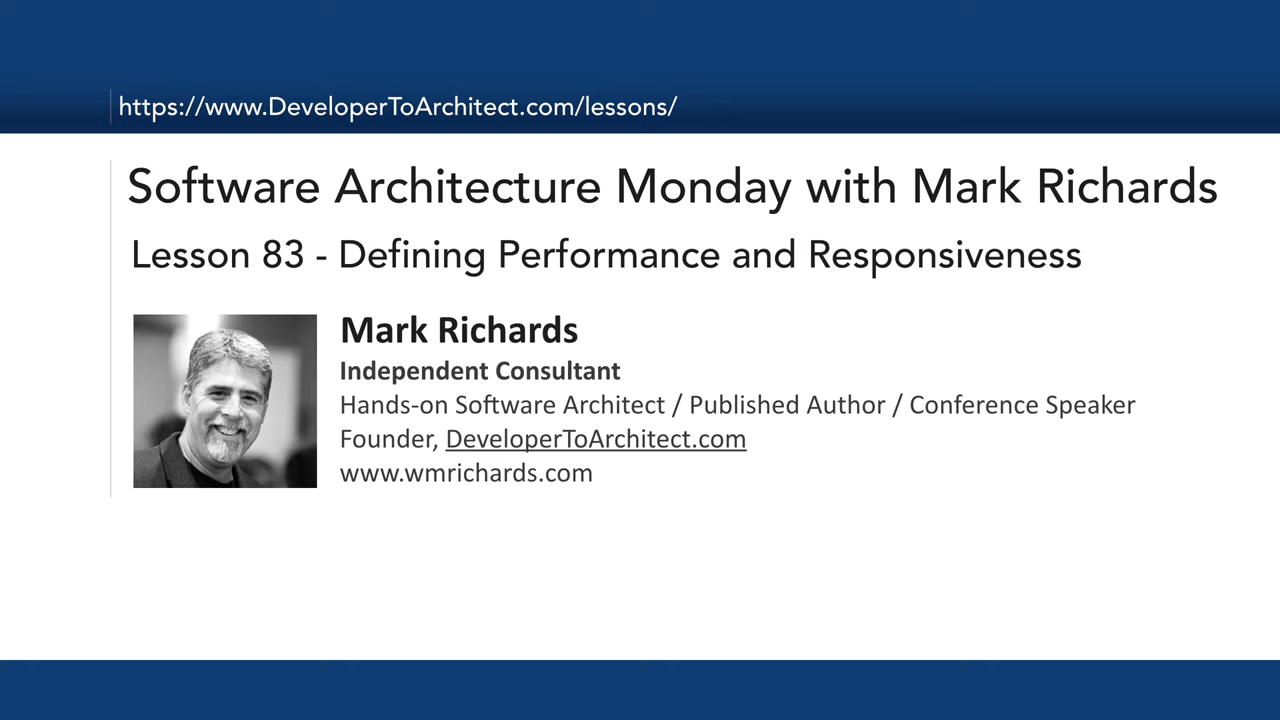 https://www.DeveloperToArchitect.com/lessons/
Software Architecture Monday with Mark Richards
Lesson 83 - Defining Performance and Responsiveness
Mark Richards
Independent Consultant
Hands-on Software Architect / Published Author / Conference Speaker
Founder, DeveloperToArchitect.com
www.wmrichards.com